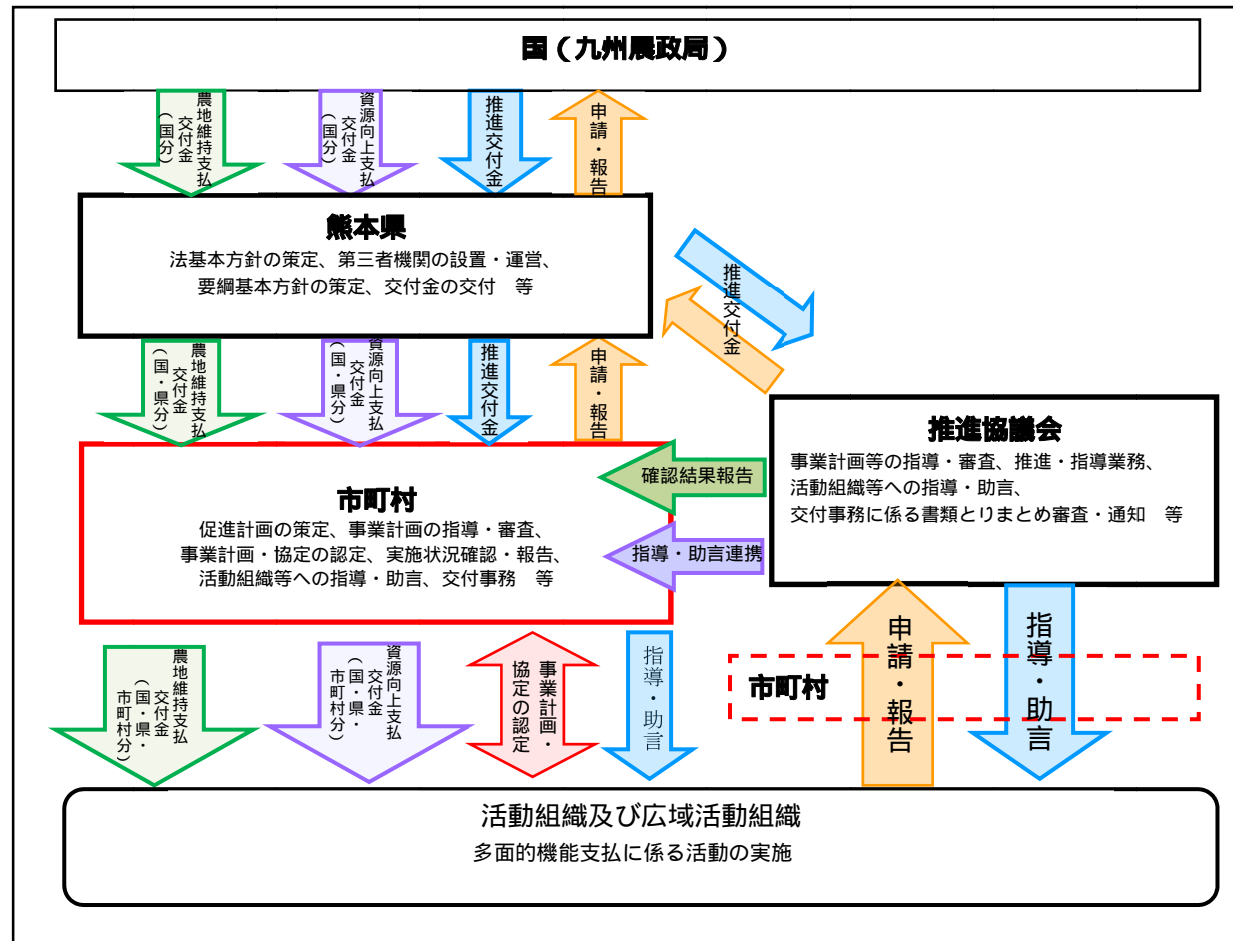 国（九州農政局）
農地維持支払
交付金
（国分）
資源向上支払
交付金
（国分）
推進交付金
申請・報告
熊本県
法基本方針の策定、第三者機関の設置・運営、
要綱基本方針の策定、交付金の交付　等
推進交付金
農地維持支払
交付金
（国・県分）
資源向上支払
交付金
（国・県分）
推進交付金
申請・報告
推進協議会
事業計画等の指導・審査、推進・指導業務、
活動組織等への指導・助言、
交付事務に係る書類とりまとめ審査・通知　等
確認結果報告
指導・助言連携
市町村
促進計画の策定、事業計画の指導・審査、
事業計画・協定の認定、実施状況確認・報告、
活動組織等への指導・助言、交付事務　等
農地維持支払
交付金
（国・県・
市町村分）
資源向上支払
交付金
（国・県・
市町村分）
事業計画・
協定の認定
指導・助言
市町村
申請・報告
指導・助言
活動組織及び広域活動組織
多面的機能支払に係る活動の実施